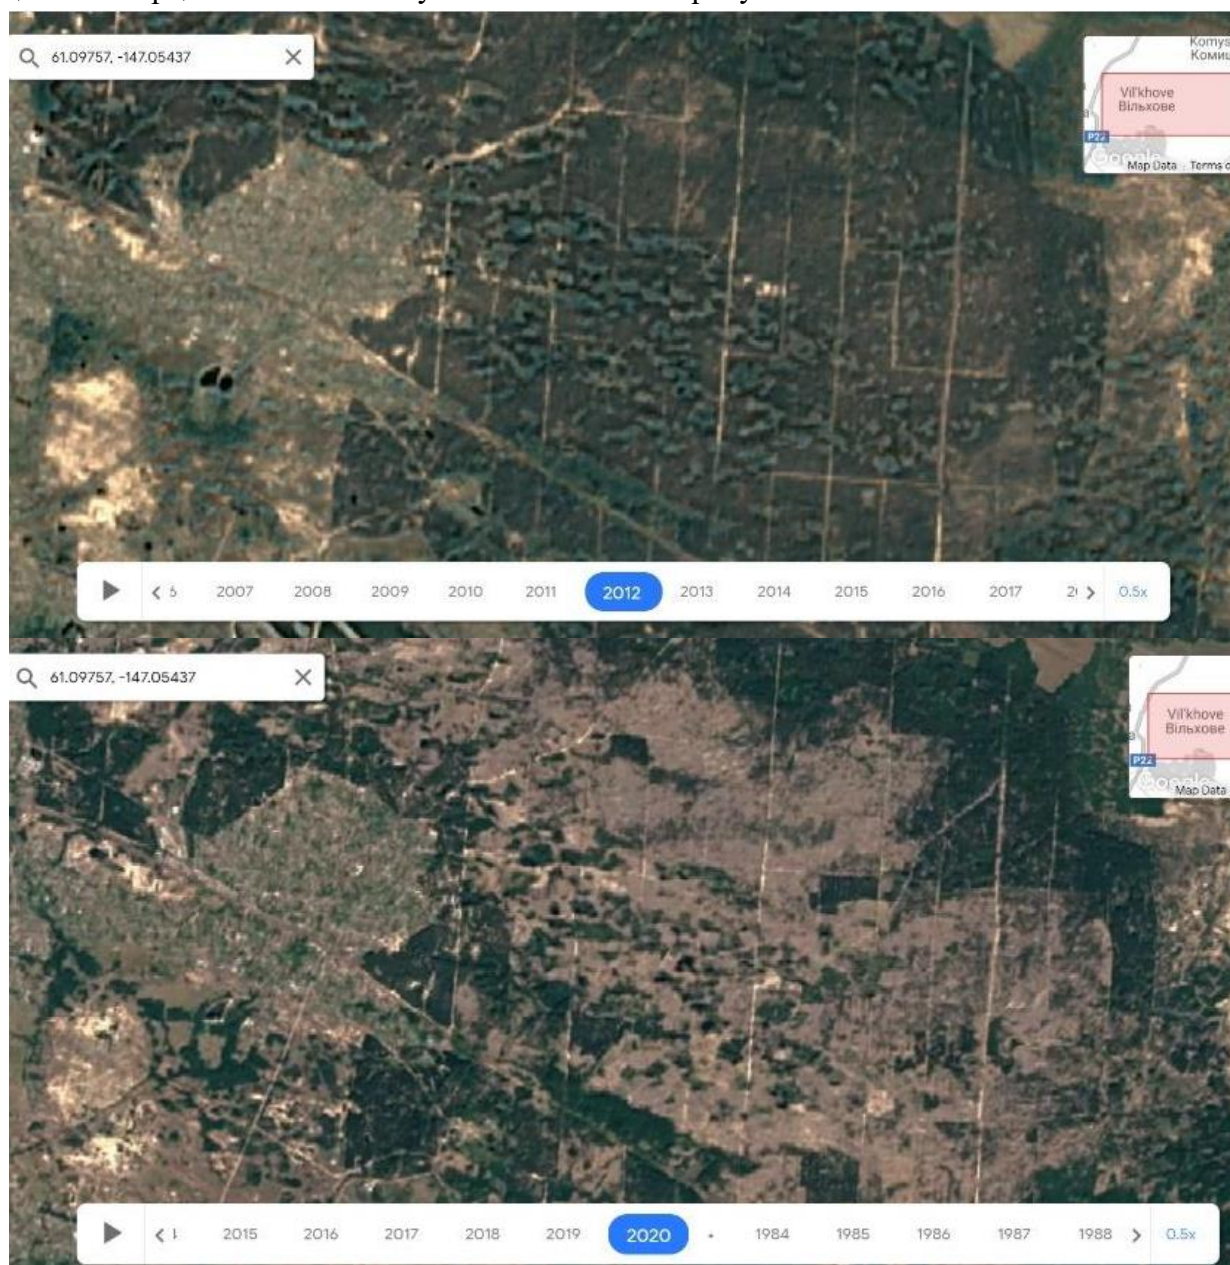 61.09757, -147.05437
Komys
Комиш
Vil'khove
Вільхове
P22
Google
Map Data Terms o
2007 2008 2009 2010 2011 2012 2013 2014 2015 2016 2017 0.5x
61.09757, -147.05437
Vil'khove
Вільхове
P22
Google
Map Data
2015 2016 2017 2018 2019 2020 1984 1985 1986 1987 1988 0.5x